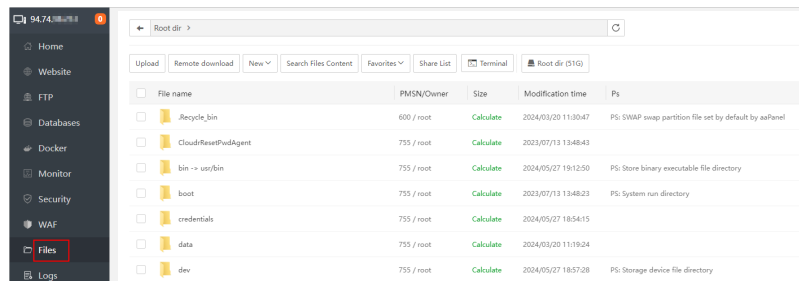 94.74.
0
Home
Website
FTP
Databases
Docker
Monitor
Security
WAF
Files
Logs
Root dir >
Upload Remote download New Search Files Content Favorites Share List Terminal Root dir (51G)
File name PMSN/Owner Size Modification time Ps
.Recycle_bin 600 / root Calculate 2024/03/20 11:30:47 PS: SWAP swap partition file set by default by aaPanel
CloudrResetPwdAgent 755 / root Calculate 2023/07/13 13:48:43
bin -> usr/bin 755 / root Calculate 2024/05/27 19:12:50 PS: Store binary executable file directory
boot 755 / root Calculate 2023/07/13 13:48:23 PS: System run directory
credentials 755 / root Calculate 2024/05/27 18:54:15
data 755 / root Calculate 2024/03/20 11:19:24
dev 755 / root Calculate 2024/05/27 18:57:28 PS: Storage device file directory